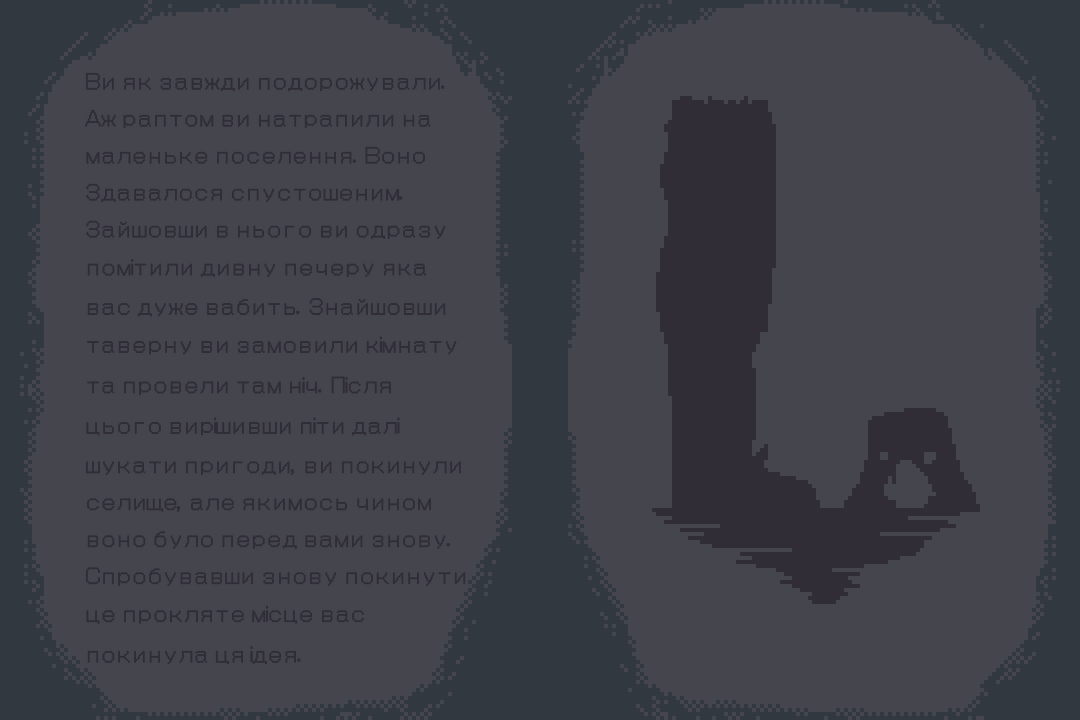 Ви як завжди подорожували.
Аж раптом ви натрапили на
маленьке поселення. Воно
Здавалося спустошеним.
Зайшовши в нього ви одразу
помітили дивну печеру яка
вас дуже вабить. Знайшовши
таверну ви замовили кімнату
та провели там ніч. Після
цього вирішивши піти далі
шукати пригоди, ви покинули
селище, але якимось чином
воно було перед вами знову.
Спробувавши знову покинути
це прокляте місце вас
покинула ця ідея.